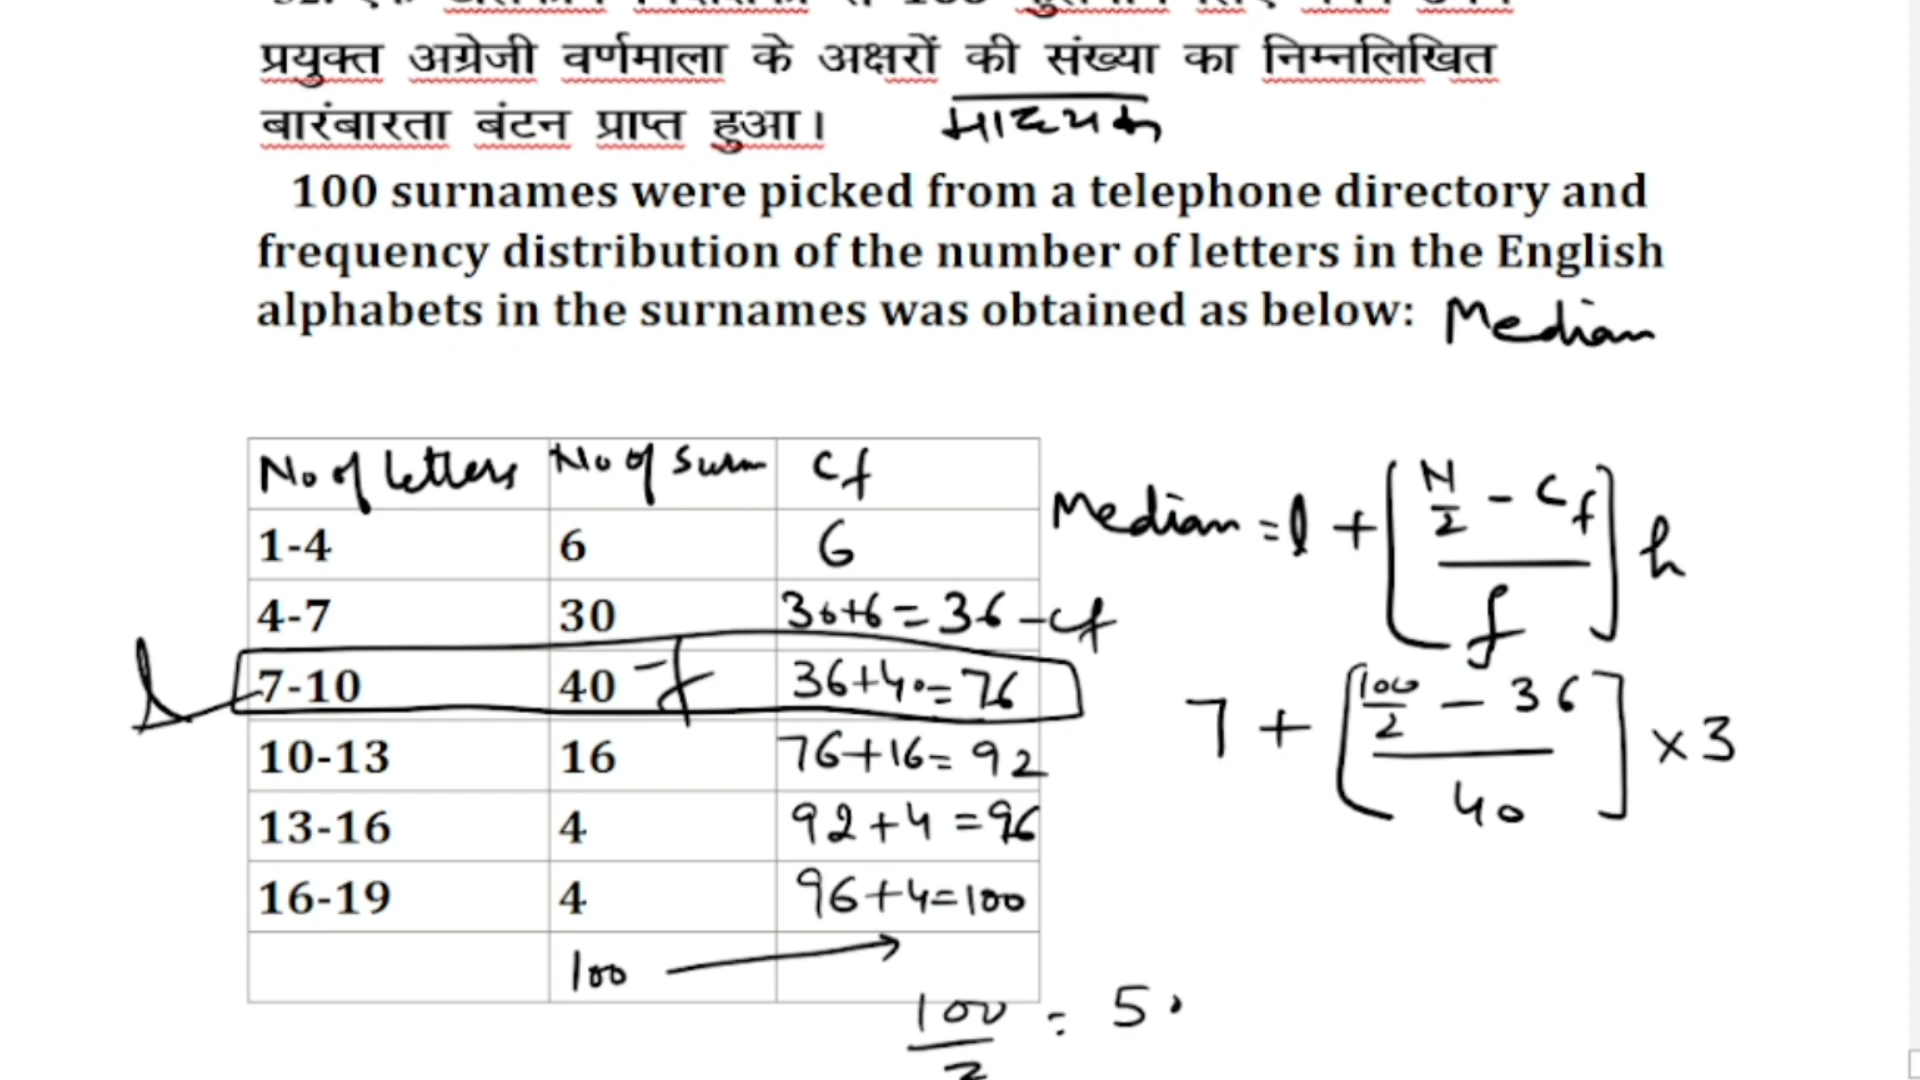 100
प्रयुक्त अंग्रेजी वर्णमाला के अक्षरों की संख्या का निम्नलिखित
बारंबारता बंटन प्राप्त हुआ। माध्यक
100 surnames were picked from a telephone directory and
frequency distribution of the number of letters in the English
alphabets in the surnames was obtained as below: Median
No of letters No of surn cf
1-4 6 6
4-7 30 30+6=36-cf
l 7-10 40-f 36+40=76
10-13 16 76+16=92
13-16 4 92+4=96
16-19 4 96+4=100
100
Median = l + [N/2 - cf / f] h
7 + [100/2 - 36 / 40] × 3
100/2 = 50